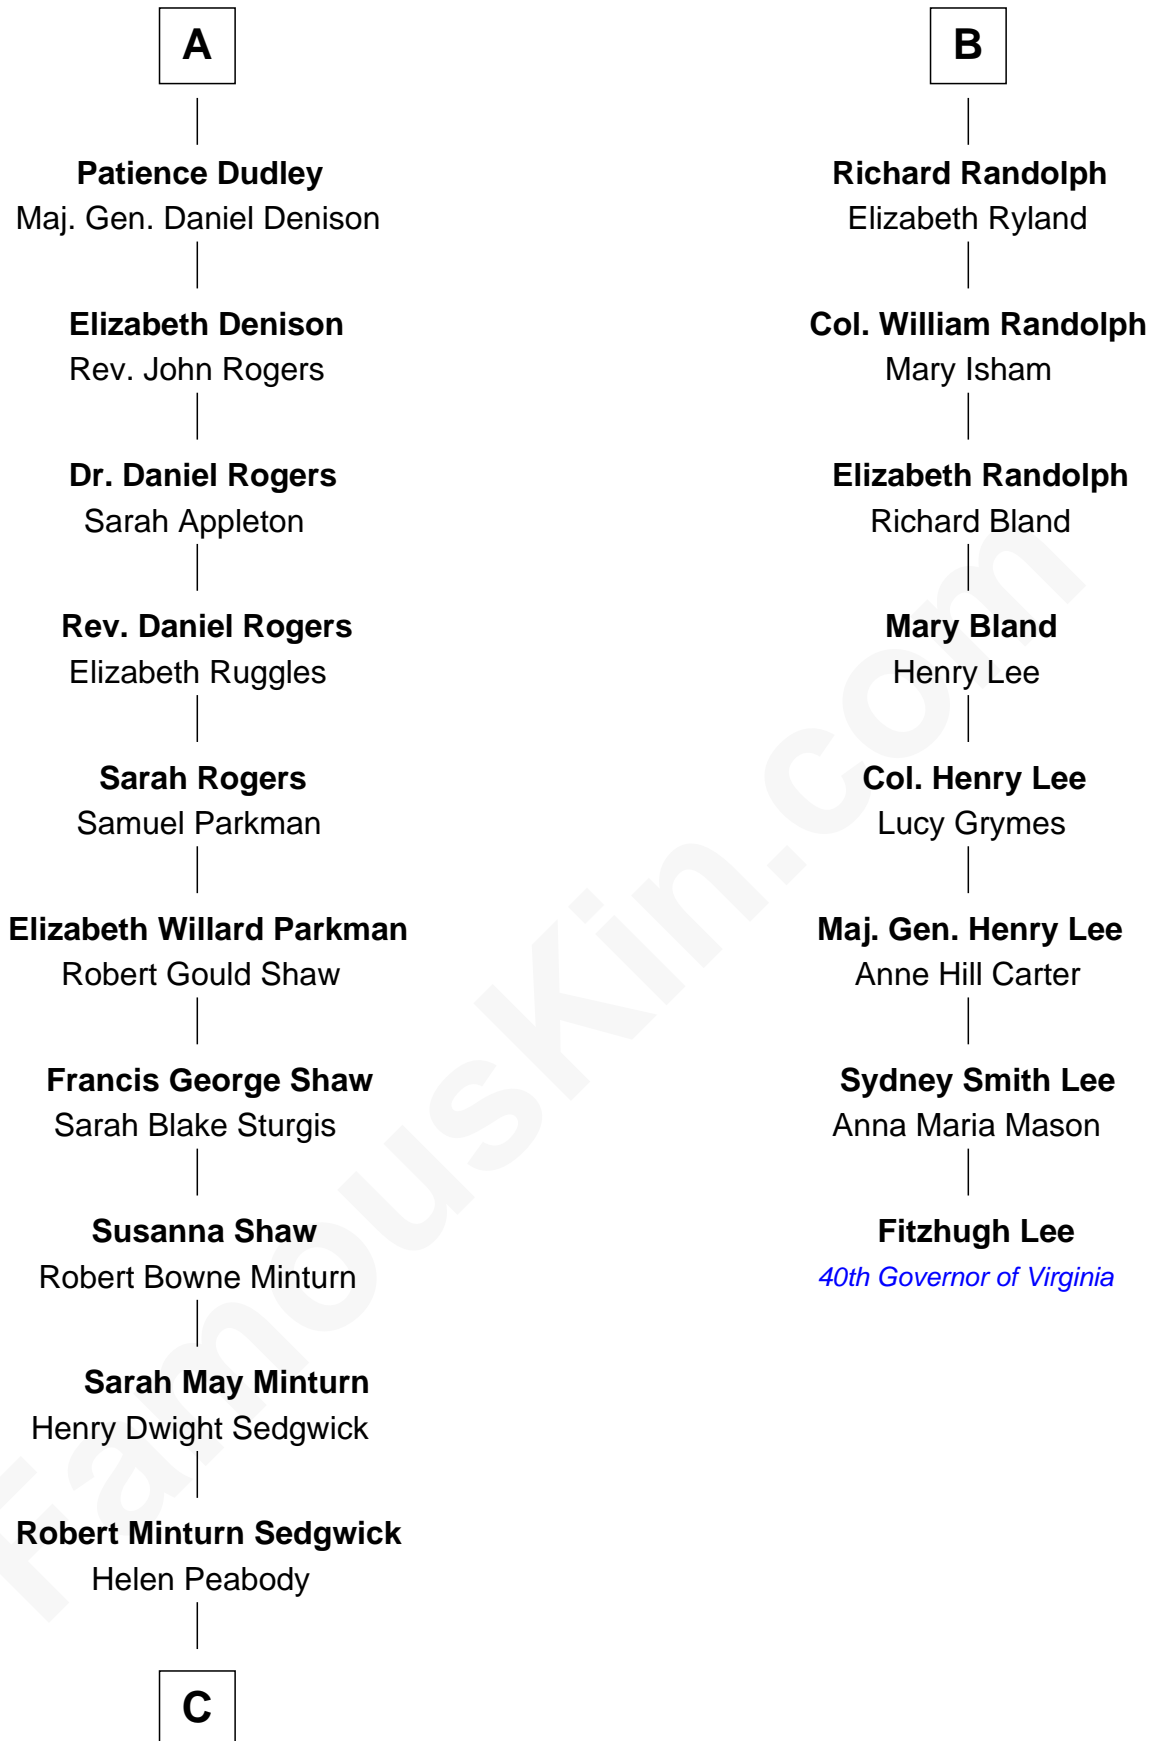 A
Patience Dudley
Maj. Gen. Daniel Denison
Elizabeth Denison
Rev. John Rogers
Dr. Daniel Rogers
Sarah Appleton
Rev. Daniel Rogers
Elizabeth Ruggles
Sarah Rogers
Samuel Parkman
Elizabeth Willard Parkman
Robert Gould Shaw
Francis George Shaw
Sarah Blake Sturgis
Susanna Shaw
Robert Bowne Minturn
Sarah May Minturn
Henry Dwight Sedgwick
Robert Minturn Sedgwick
Helen Peabody
C
B
Richard Randolph
Elizabeth Ryland
Col. William Randolph
Mary Isham
Elizabeth Randolph
Richard Bland
Mary Bland
Henry Lee
Col. Henry Lee
Lucy Grymes
Maj. Gen. Henry Lee
Anne Hill Carter
Sydney Smith Lee
Anna Maria Mason
Fitzhugh Lee
40th Governor of Virginia
FamousKin.com